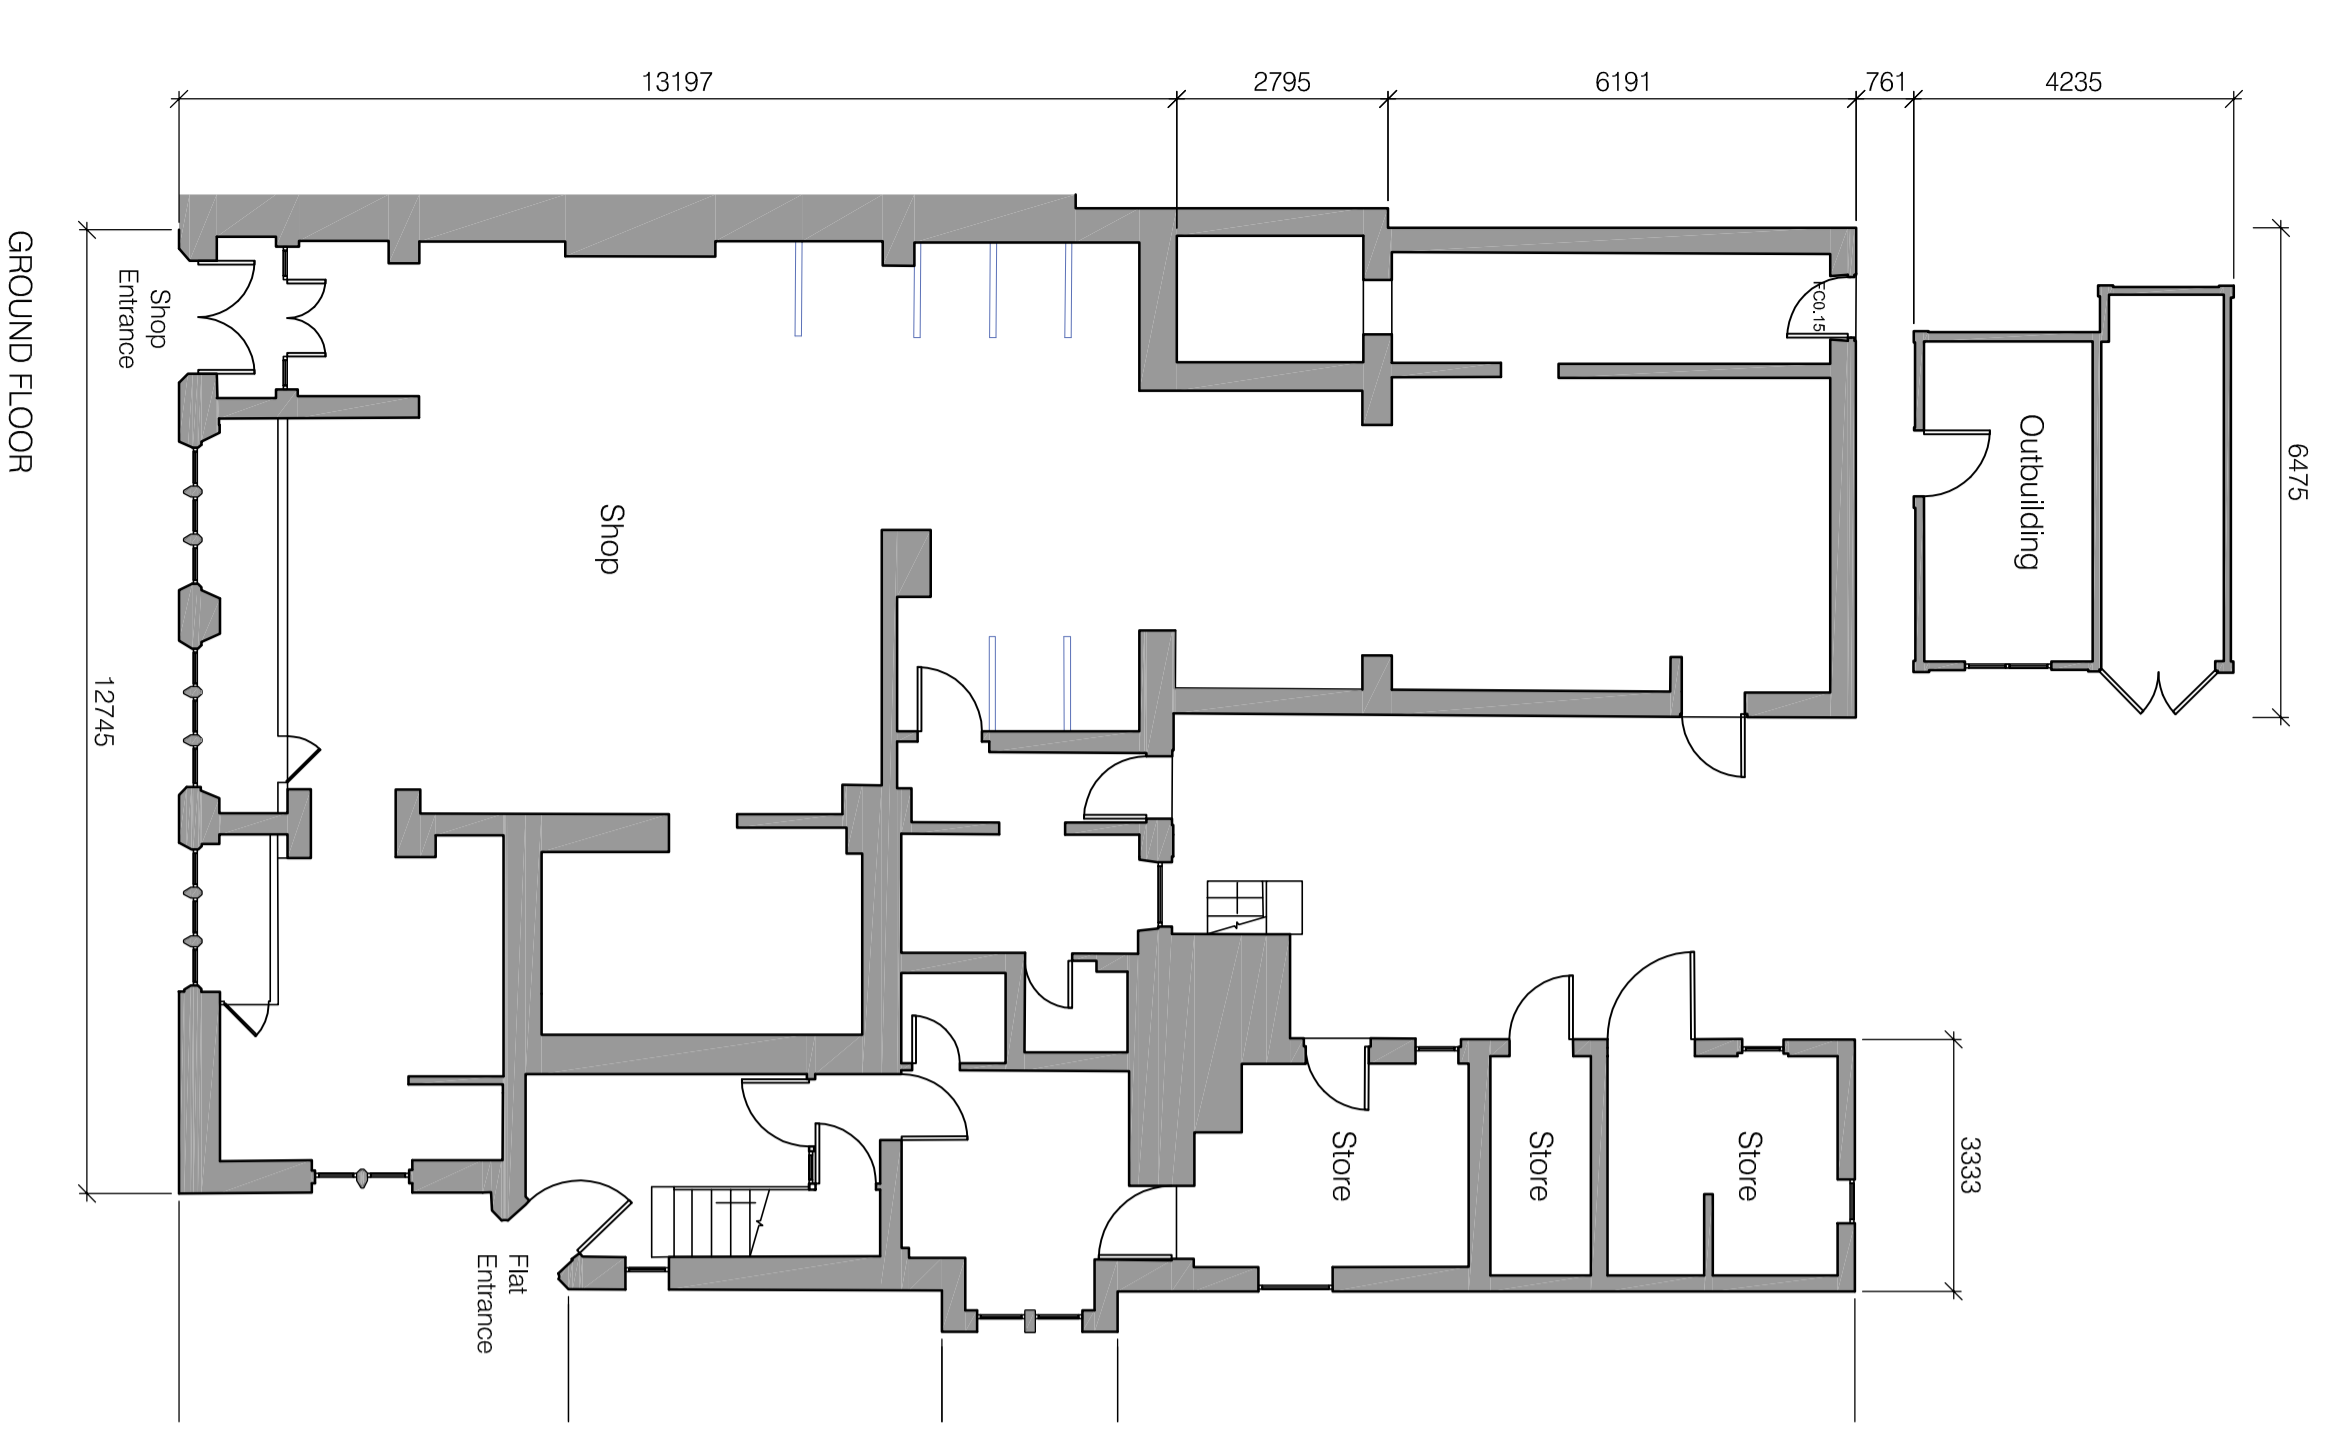 13197
2795
6191
761
4235
6475
FC0.15
Outbuilding
Shop
Entrance
GROUND FLOOR
Shop
12745
Store
Store
Store
3333
Flat
Entrance